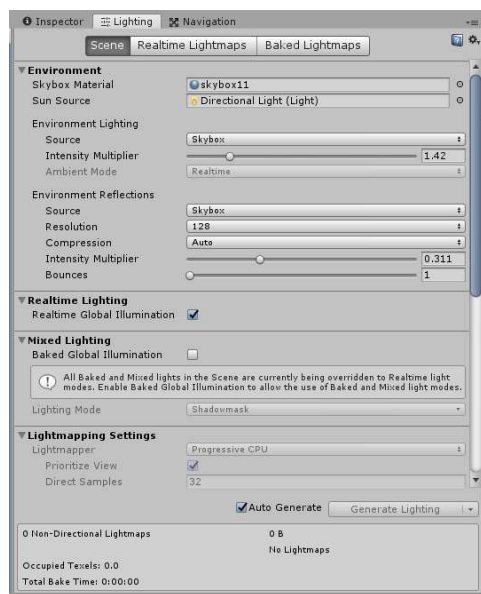 Inspector Lighting Navigation
Scene Realtime Lightmaps Baked Lightmaps
Environment
Skybox Material skybox11
Sun Source Directional Light (Light)
Environment Lighting
Source Skybox
Intensity Multiplier 1.42
Ambient Mode Realtime
Environment Reflections
Source Skybox
Resolution 128
Compression Auto
Intensity Multiplier 0.311
Bounces 1
Realtime Lighting
Realtime Global Illumination
Mixed Lighting
Baked Global Illumination
All Baked and Mixed lights in the Scene are currently being overridden to Realtime light
modes. Enable Baked Global Illumination to allow the use of Baked and Mixed light modes.
Lighting Mode Shadowmask
Lightmapping Settings
Lightmapper Progressive CPU
Prioritize View
Direct Samples 32
Auto Generate Generate Lighting
0 Non-Directional Lightmaps 0 B
No Lightmaps
Occupied Texels: 0.0
Total Bake Time: 0:00:00